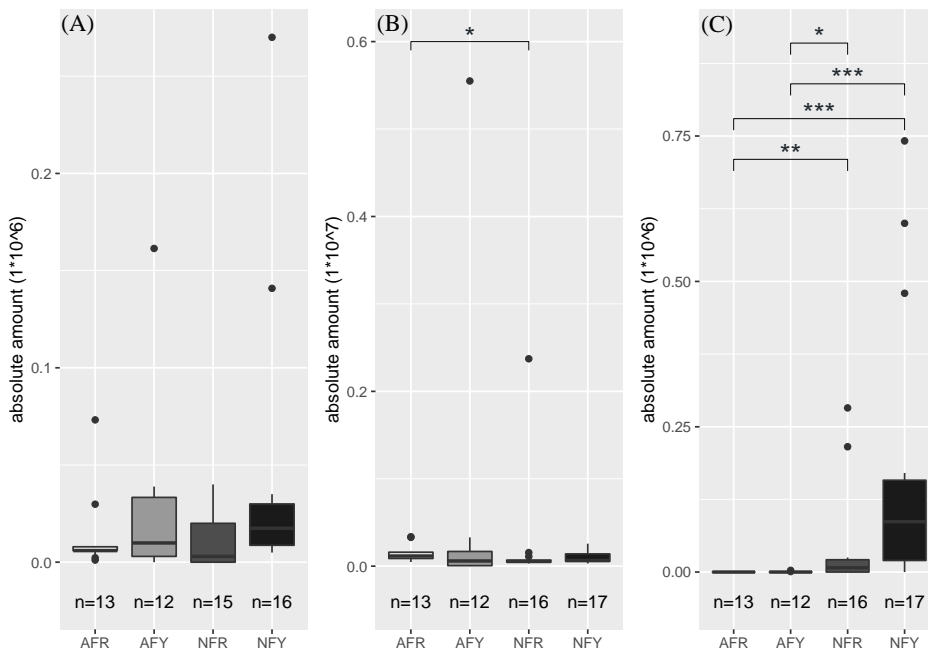 (A)
absolute amount (1*10^6)
0.2
0.1
0.0
n=13 n=12 n=15 n=16
AFR AFY NFR NFY
(B)
*
absolute amount (1*10^7)
0.6
0.4
0.2
0.0
n=13 n=12 n=16 n=17
AFR AFY NFR NFY
(C)
*
***
***
**
absolute amount (1*10^6)
0.75
0.50
0.25
0.00
n=13 n=12 n=16 n=17
AFR AFY NFR NFY